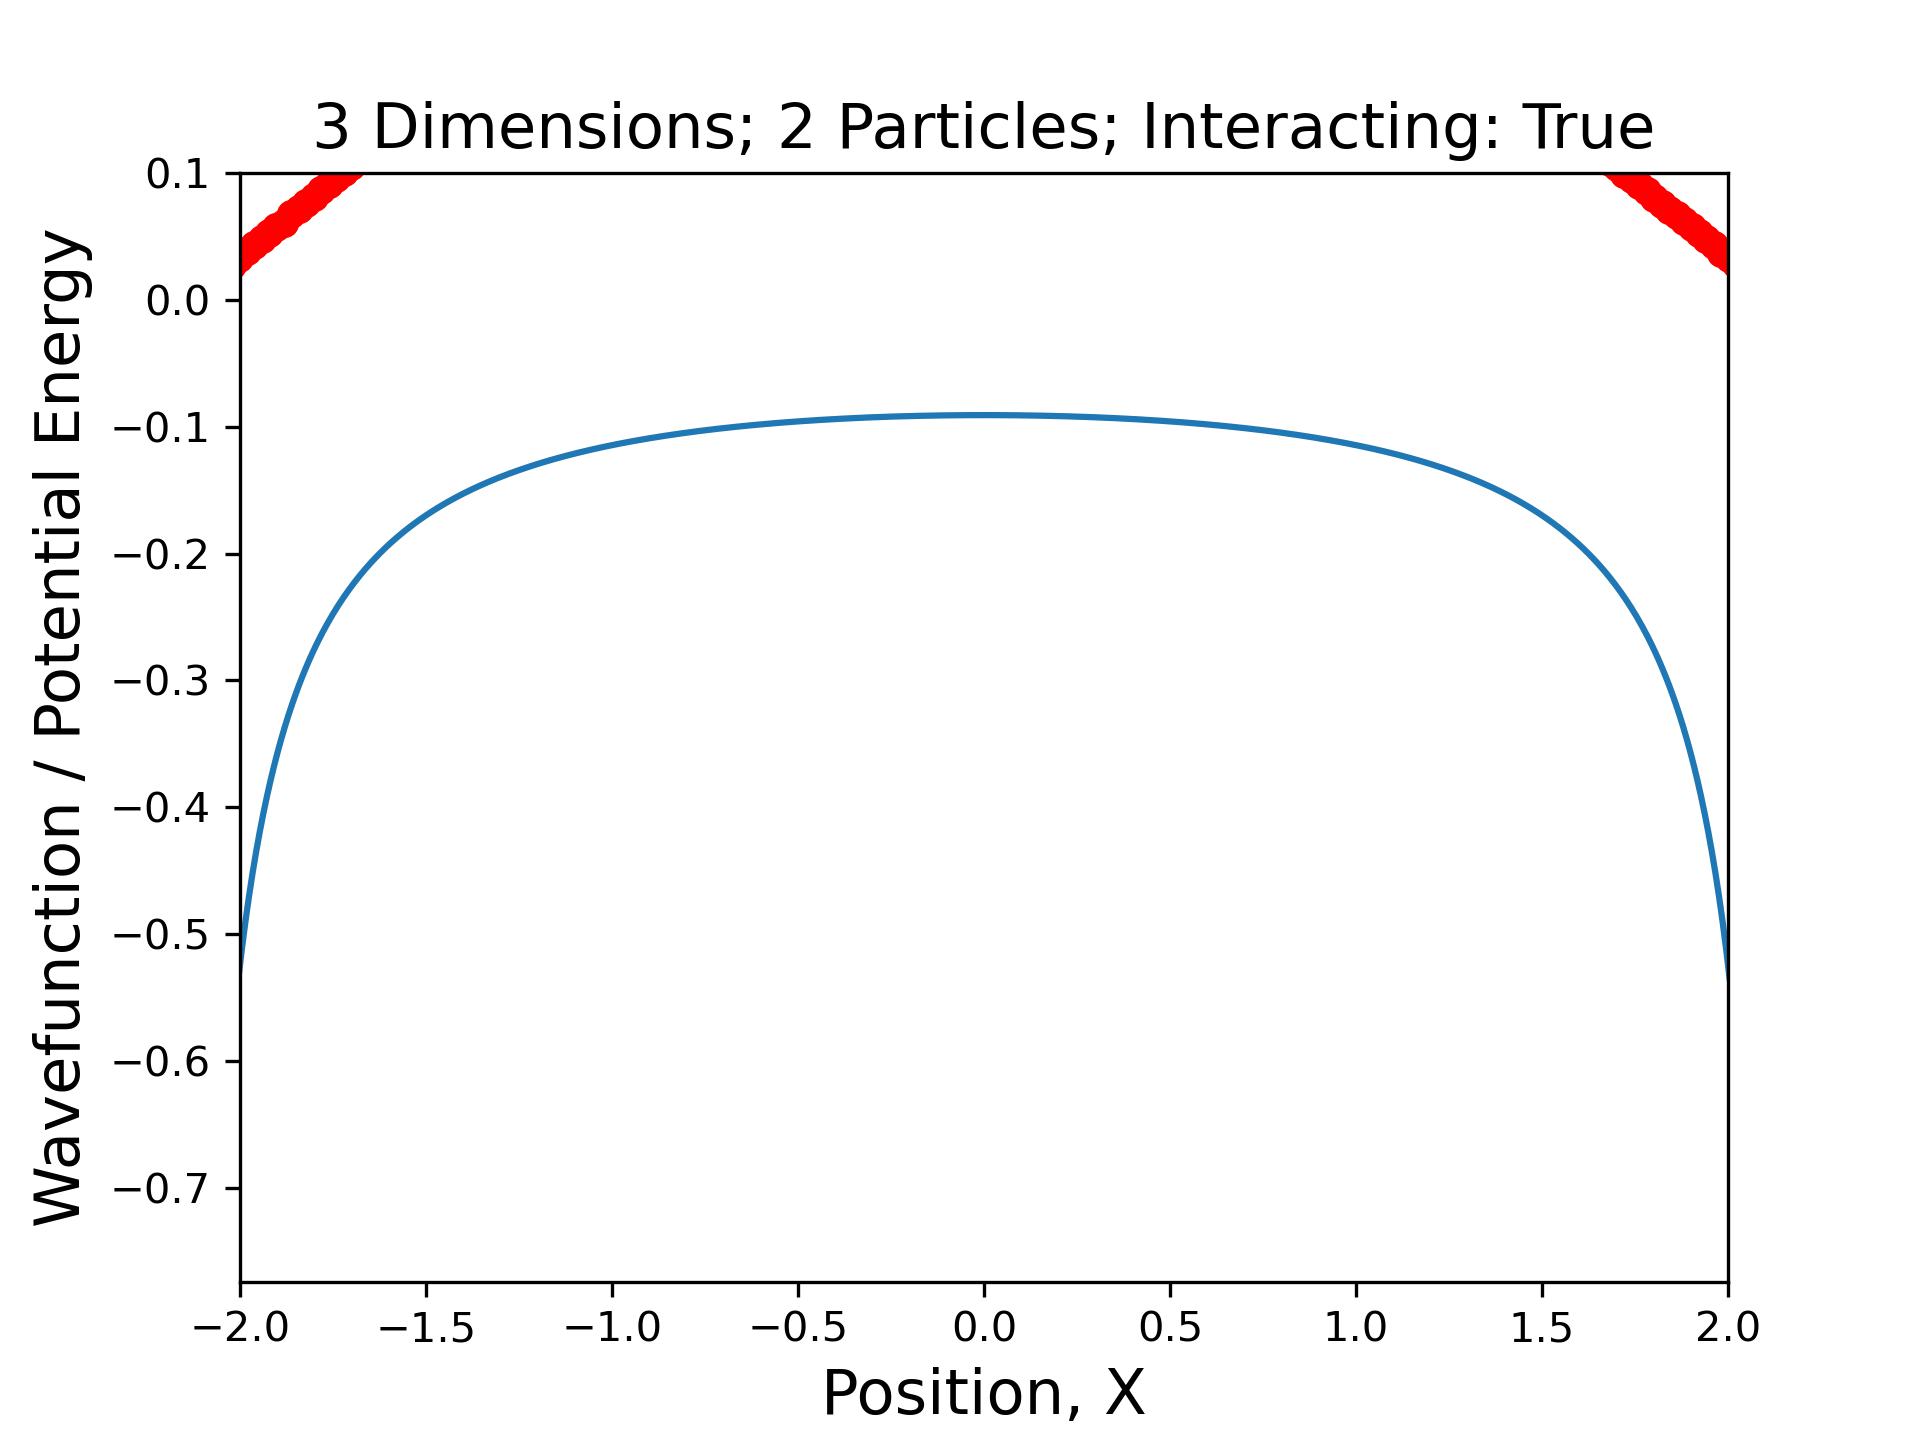 3 Dimensions; 2 Particles; Interacting: True
Wavefunction / Potential Energy
0.1
0.0
−0.1
−0.2
−0.3
−0.4
−0.5
−0.6
−0.7
−2.0 −1.5 −1.0 −0.5 0.0 0.5 1.0 1.5 2.0
Position, X